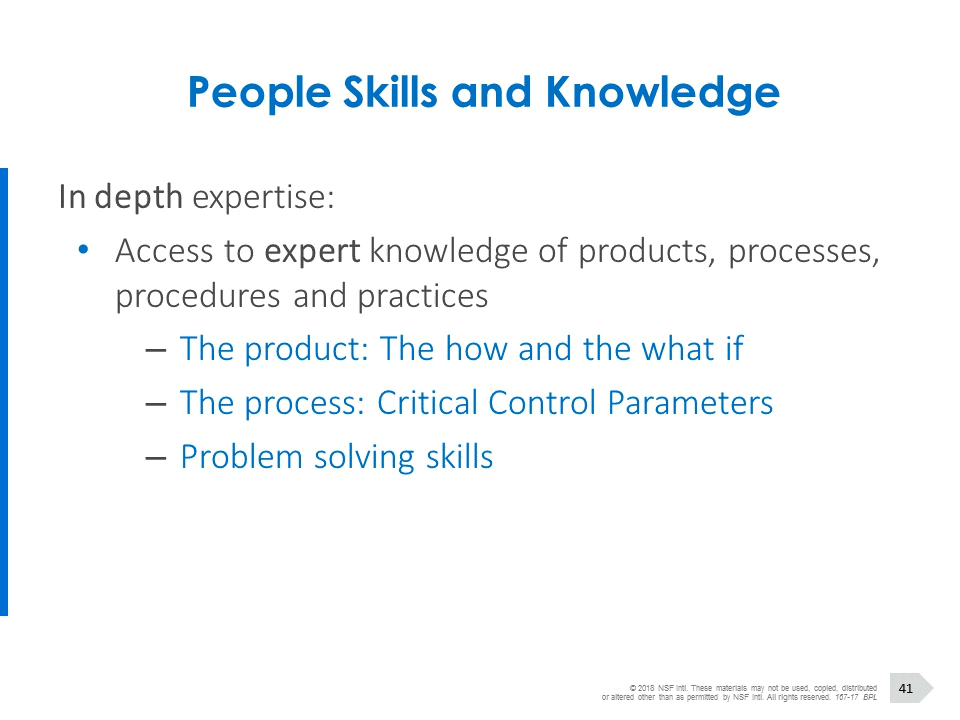 People Skills and Knowledge
In depth expertise:
• Access to expert knowledge of products, processes,
procedures and practices
– The product: The how and the what if
– The process: Critical Control Parameters
– Problem solving skills
© 2018 NSF Intl. These materials may not be used, copied, distributed
or altered other than as permitted by NSF Intl. All rights reserved. 167-17 BPL
41